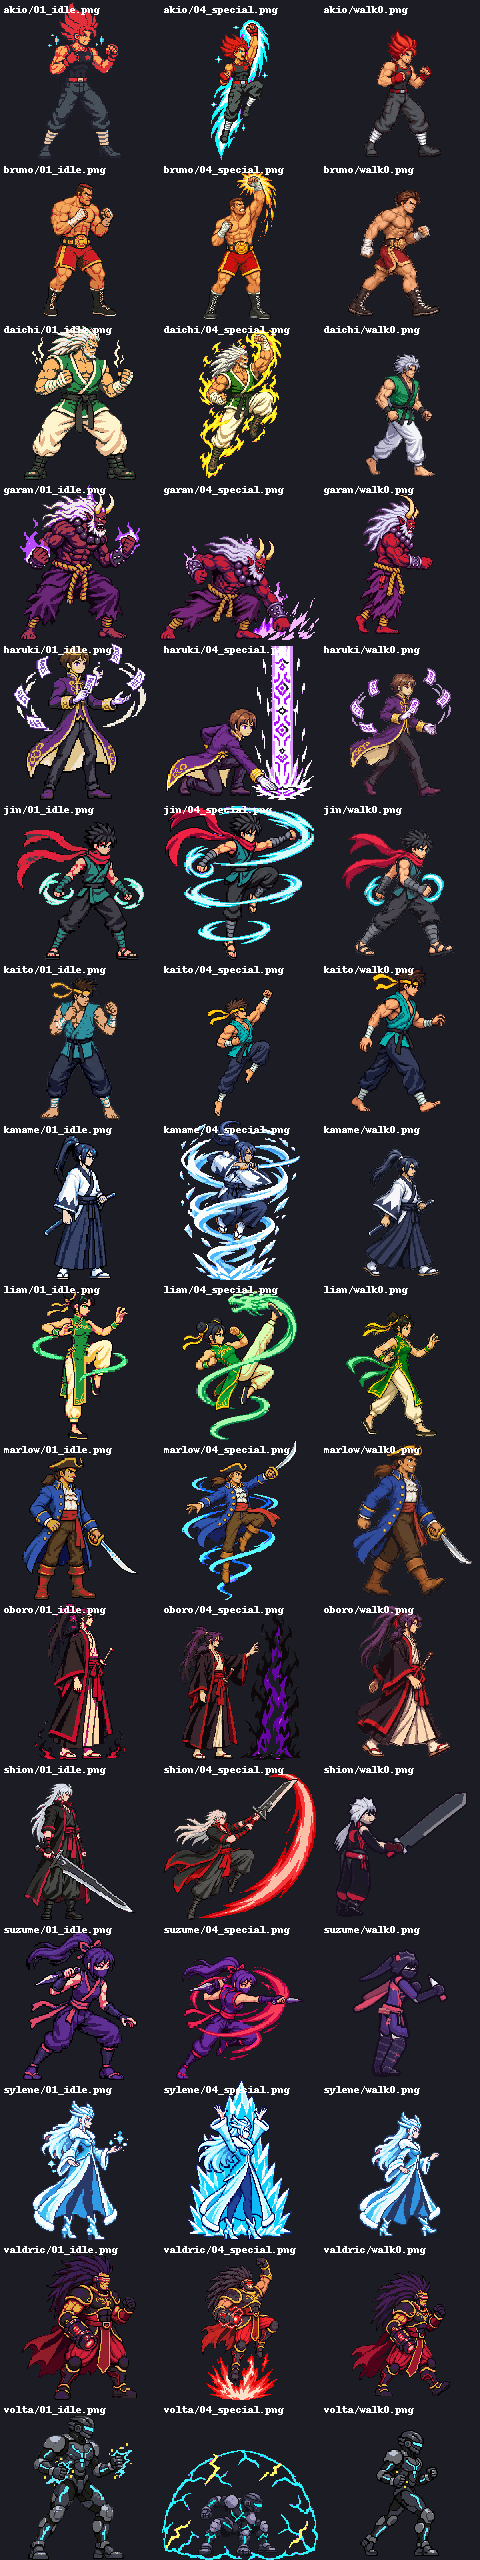 akio/01_idle.png akio/04_special.png akio/walk0.png
bruno/01_idle.png bruno/04_special.png bruno/walk0.png
daichi/01_idle.png daichi/04_special.png daichi/walk0.png
garan/01_idle.png garan/04_special.png garan/walk0.png
haruki/01_idle.png haruki/04_special.png haruki/walk0.png
jin/01_idle.png jin/04_special.png jin/walk0.png
kaito/01_idle.png kaito/04_special.png kaito/walk0.png
kaname/01_idle.png kaname/04_special.png kaname/walk0.png
lian/01_idle.png lian/04_special.png lian/walk0.png
marlow/01_idle.png marlow/04_special.png marlow/walk0.png
oboro/01_idle.png oboro/04_special.png oboro/walk0.png
shion/01_idle.png shion/04_special.png shion/walk0.png
suzume/01_idle.png suzume/04_special.png suzume/walk0.png
sylene/01_idle.png sylene/04_special.png sylene/walk0.png
valdric/01_idle.png valdric/04_special.png valdric/walk0.png
volta/01_idle.png volta/04_special.png volta/walk0.png